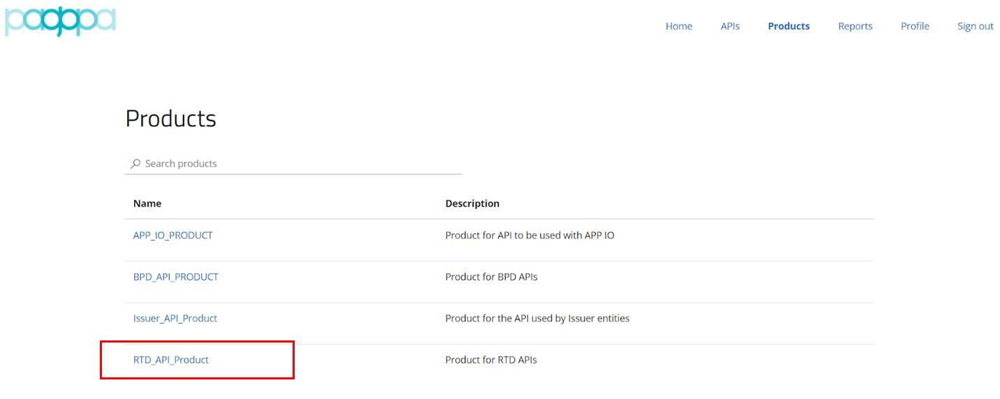 pagopa
Home APIs Products Reports Profile Sign out
Products
Search products
Name Description
APP_IO_PRODUCT Product for API to be used with APP IO
BPD_API_PRODUCT Product for BPD APIs
Issuer_API_Product Product for the API used by Issuer entities
RTD_API_Product Product for RTD APIs